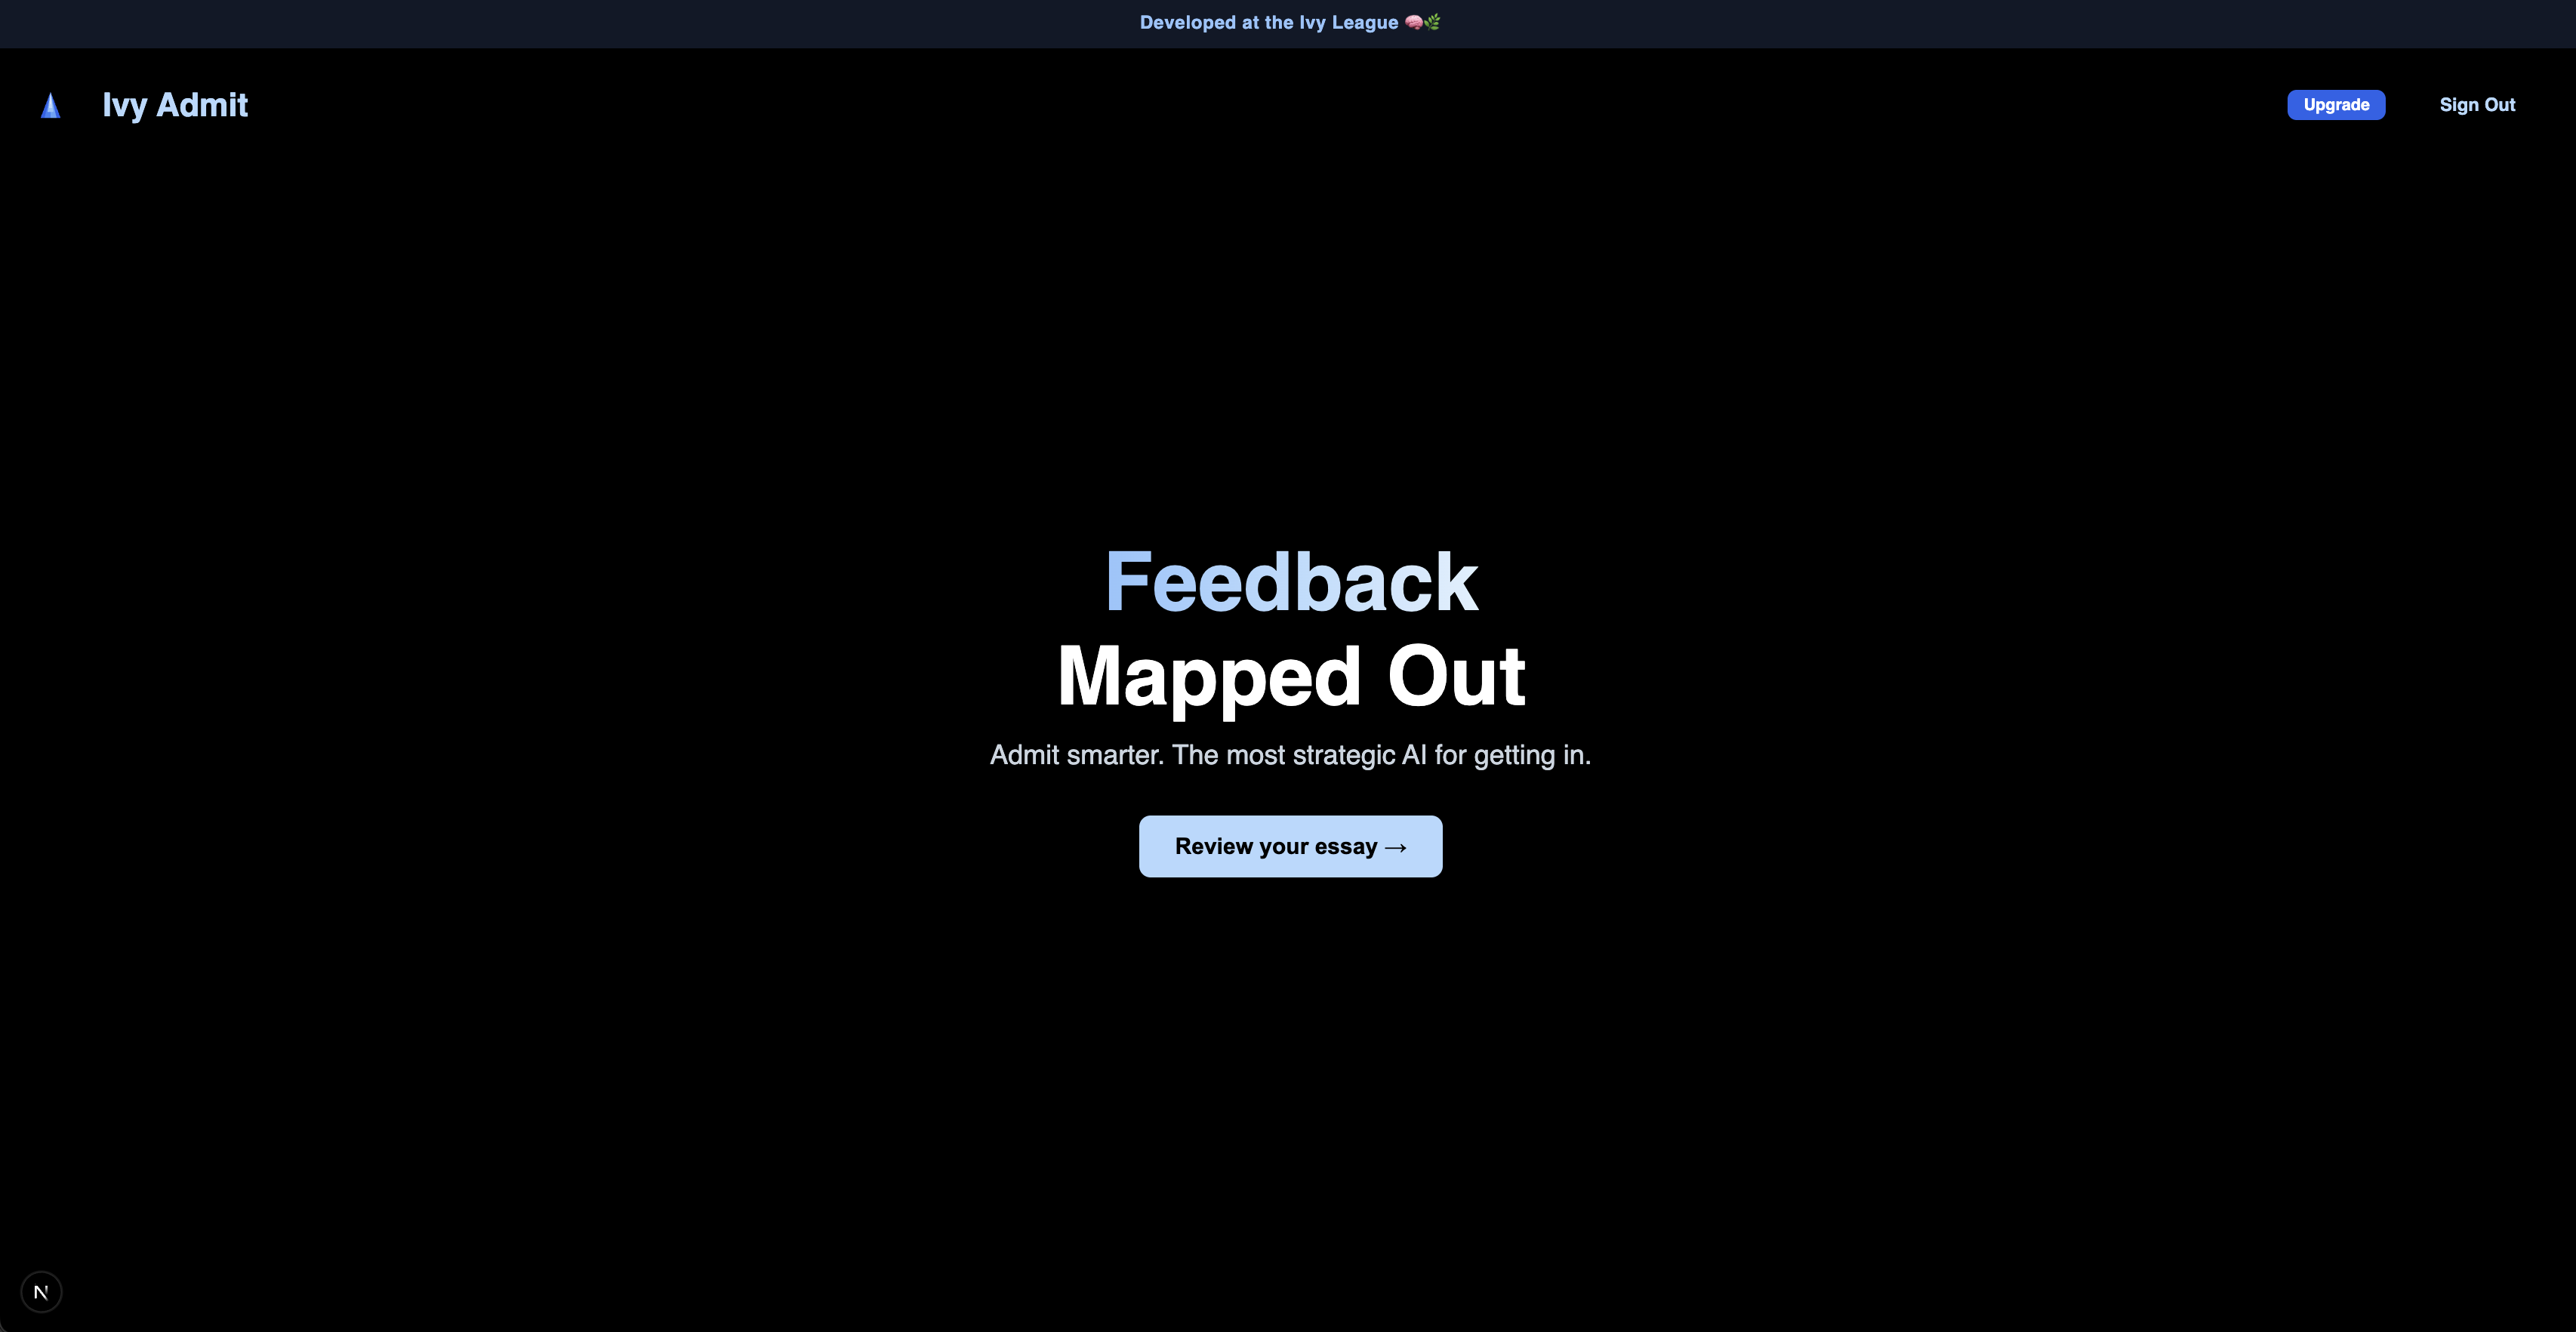 Developed at the Ivy League 🧠🌿
Ivy Admit
Upgrade
Sign Out
Feedback
Mapped Out
Admit smarter. The most strategic AI for getting in.
Review your essay →
N